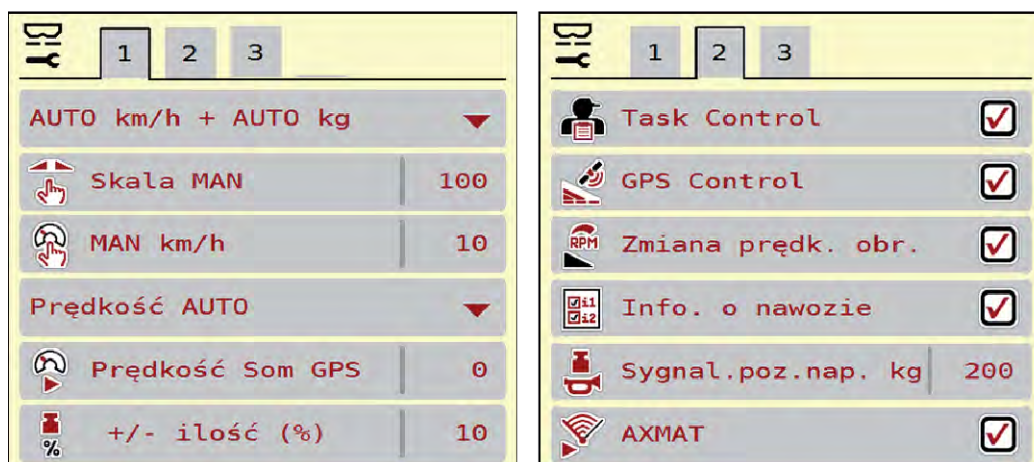 1 2 3
AUTO km/h + AUTO kg
Skala MAN 100
MAN km/h 10
Prędkość AUTO
Prędkość Som GPS 0
% +/- ilość (%) 10
1 2 3
Task Control
GPS Control
RPM Zmiana prędk. obr.
i1 i2 Info. o nawozie
Sygnal.poz.nap. kg 200
AXMAT